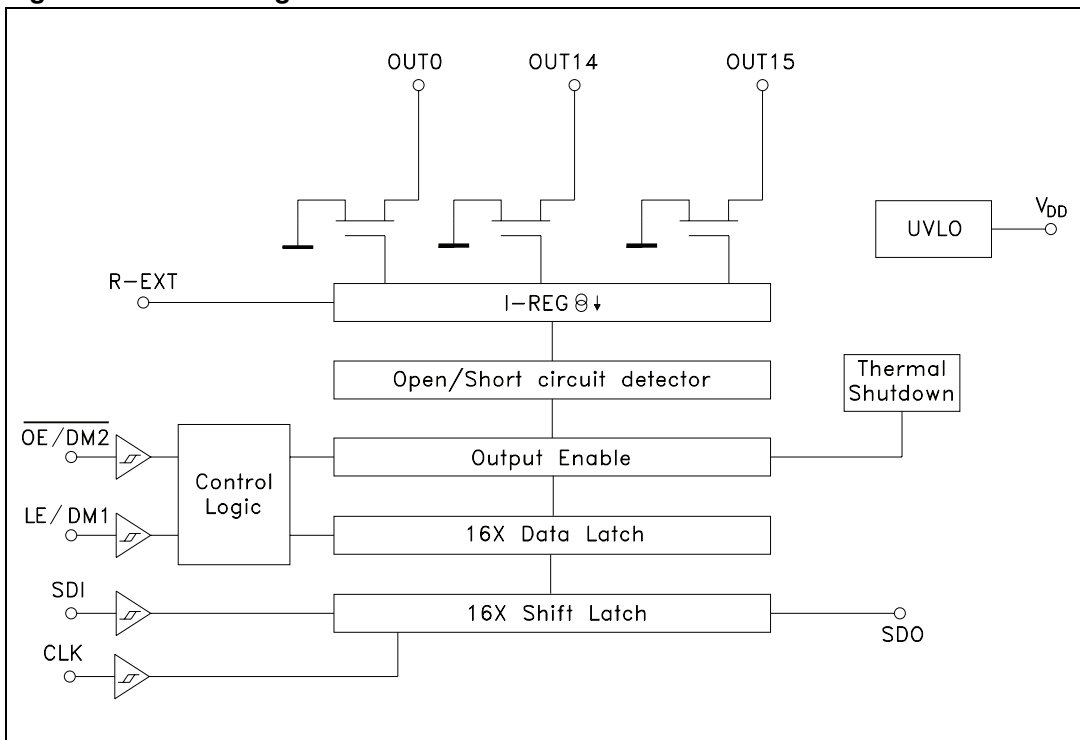 OUT0 OUT14 OUT15
V_DD
UVLO
R-EXT
I-REG
Open/Short circuit detector
Thermal
Shutdown
OE/DM2
Output Enable
Control
Logic
LE/DM1
16X Data Latch
SDI
16X Shift Latch
SDO
CLK